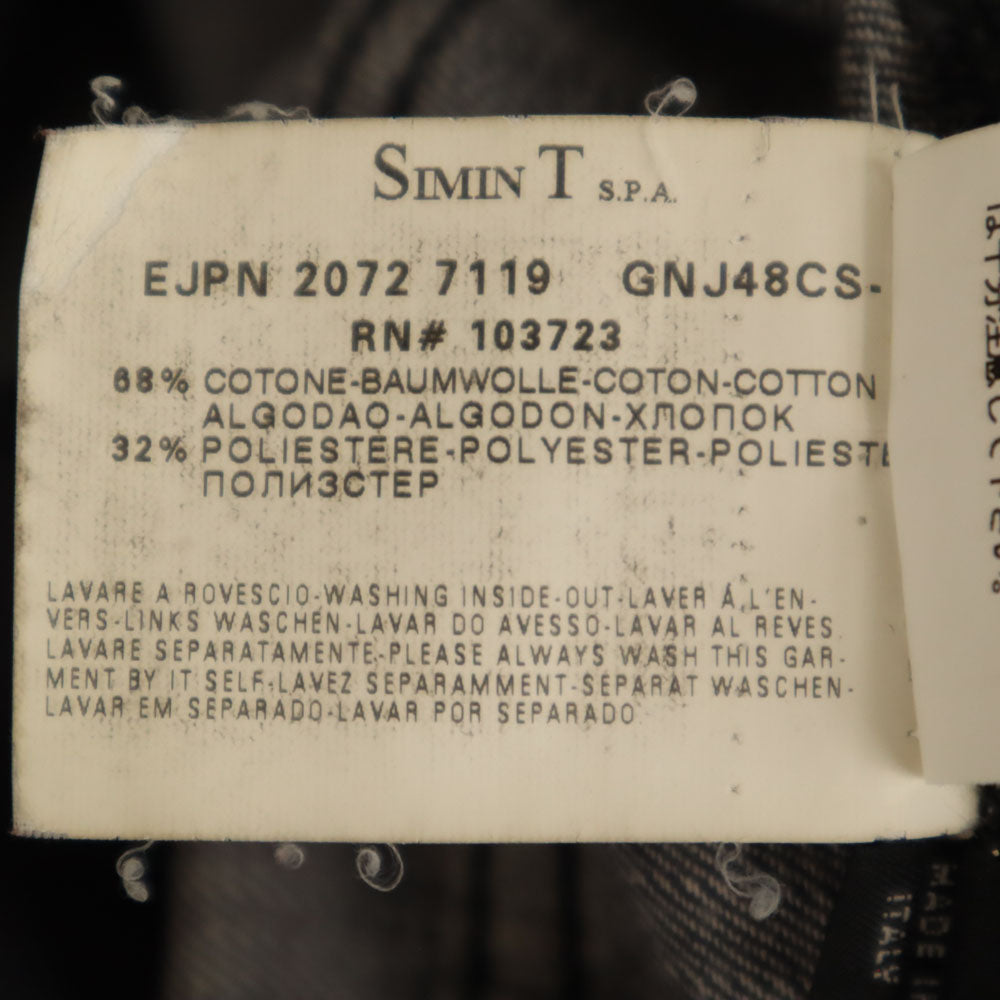 SIMIN T S.P.A.
EJPN 2072 7119 GNJ48CS-
RN# 103723
68% COTONE-BAUMWOLLE-COTON-COTTON
ALGODAO-ALGODON-ХЛОПОК
32% POLIESTERE-POLYESTER-POLIESTE
ПОЛИЗСТЕР
LAVARE A ROVESCIO-WASHING INSIDE-OUT-LAVER Á L'EN-
VERS-LINKS WASCHEN-LAVAR DO AVESSO-LAVAR AL REVES.
LAVARE SEPARATAMENTE-PLEASE ALWAYS WASH THIS GAR-
MENT BY IT SELF-LAVEZ SEPARAMMENT-SEPARAT WASCHEN-
LAVAR EM SEPARADO-LAVAR POR SEPARADO
MADE I
ITALY